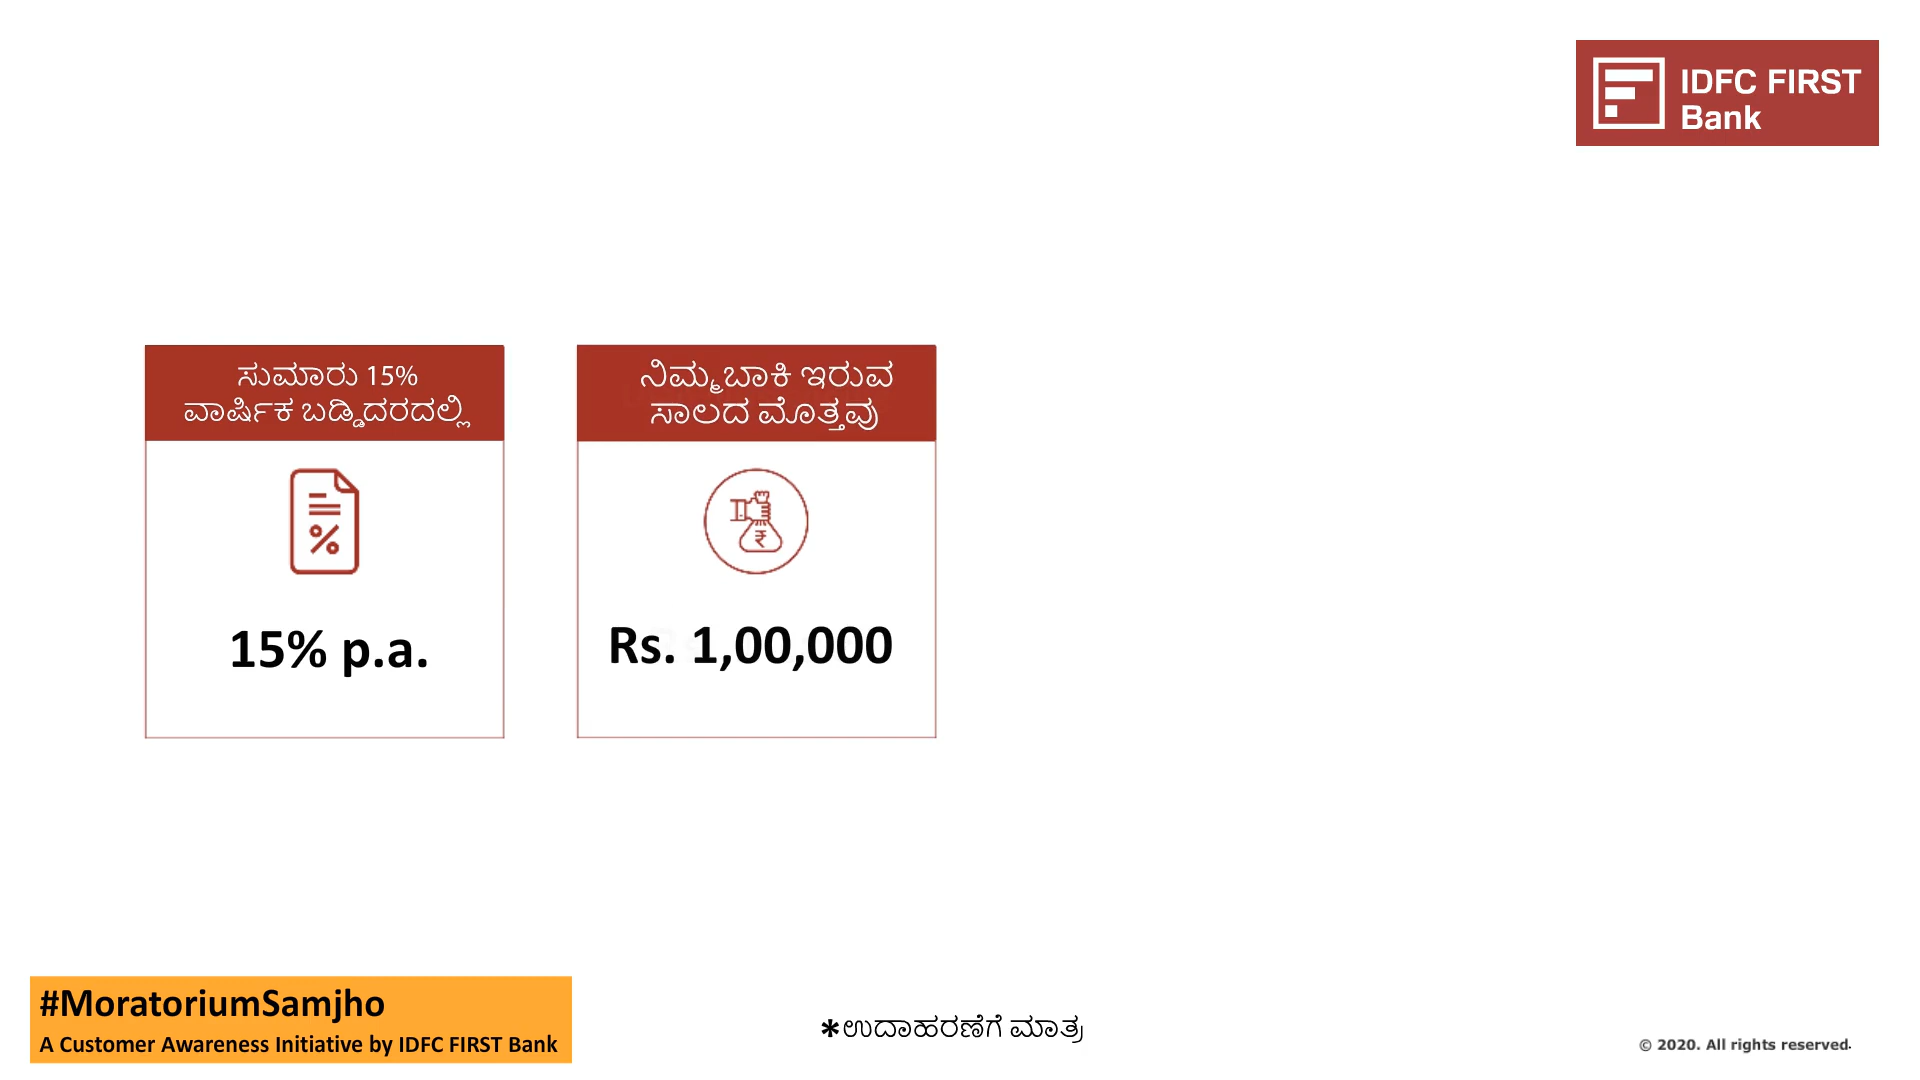 IDFC FIRST
Bank
ಸುಮಾರು 15%
ವಾರ್ಷಿಕ ಬಡ್ಡಿದರದಲ್ಲಿ
15% p.a.
ನಿಮ್ಮ ಬಾಕಿ ಇರುವ
ಸಾಲದ ಮೊತ್ತವು
₹
Rs. 1,00,000
#MoratoriumSamjho
A Customer Awareness Initiative by IDFC FIRST Bank
*ಉದಾಹರಣೆಗೆ ಮಾತ್ರ
© 2020. All rights reserved.